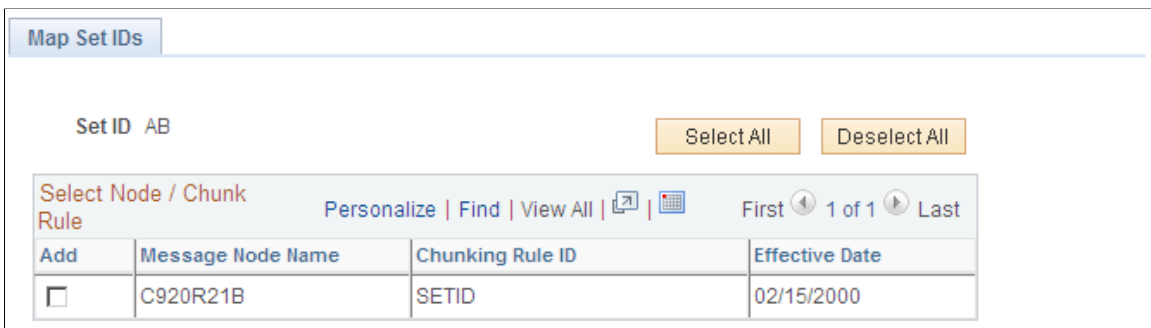 Map Set IDs
Set ID AB
Select All Deselect All
Select Node / Chunk
Rule
Personalize | Find | View All | | First 1 of 1 Last
Add Message Node Name Chunking Rule ID Effective Date
C920R21B SETID 02/15/2000